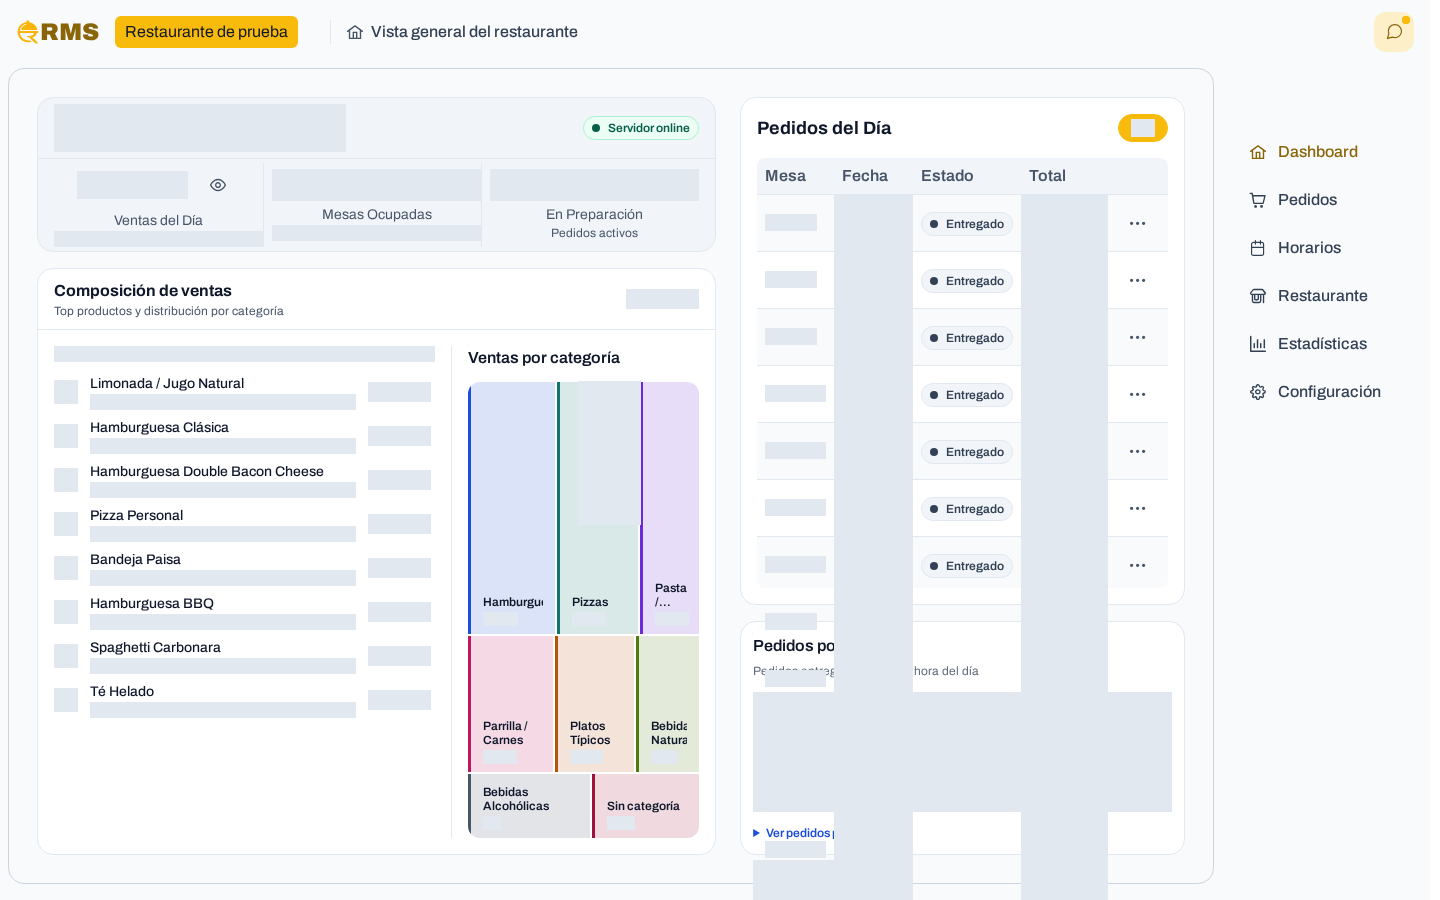 RMS
Restaurante de prueba
Vista general del restaurante
Servidor online
Ventas del Día
Mesas Ocupadas
En Preparación
Pedidos activos
Composición de ventas
Top productos y distribución por categoría
Limonada / Jugo Natural
Hamburguesa Clásica
Hamburguesa Double Bacon Cheese
Pizza Personal
Bandeja Paisa
Hamburguesa BBQ
Spaghetti Carbonara
Té Helado
Ventas por categoría
Pizzas
Pasta
/...
Parrilla /
Carnes
Platos
Típicos
Bebidas
Alcohólicas
Sin categoría
Pedidos del Día
Mesa Fecha Estado Total
Entregado
Entregado
Entregado
Entregado
Entregado
Entregado
Entregado
Pedidos
hora del día
Ver pedidos
Dashboard
Pedidos
Horarios
Restaurante
Estadísticas
Configuración